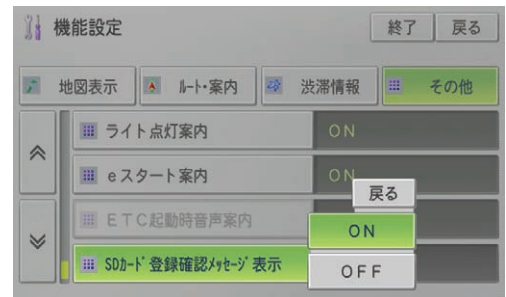 機能設定
終了 戻る
地図表示 ルート・案内 渋滞情報 その他
ライト点灯案内 ON
eスタート案内 ON
戻る
ETC起動時音声案内
ON
SDカード登録確認メッセージ表示
OFF